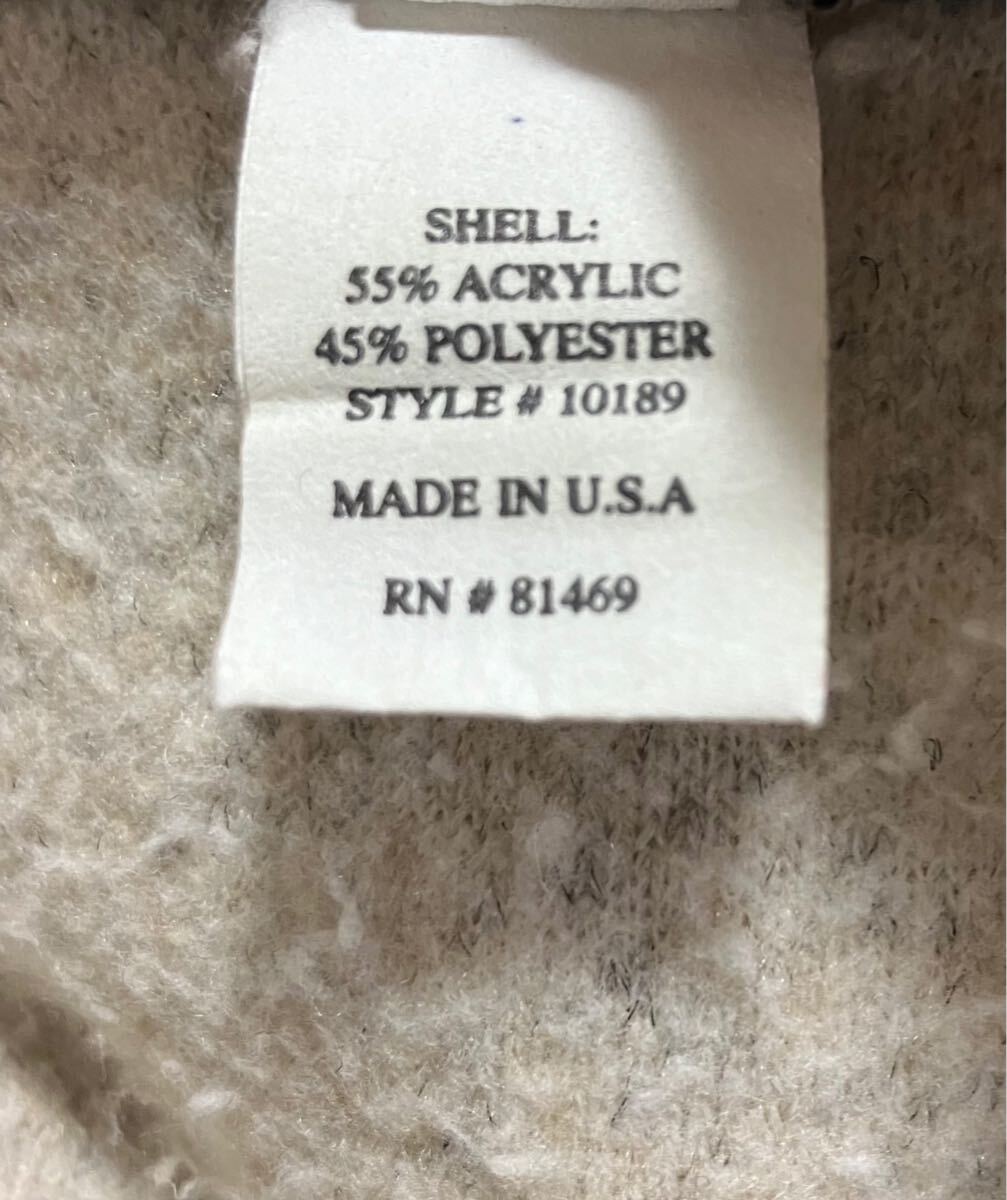 SHELL:
55% ACRYLIC
45% POLYESTER
STYLE # 10189
MADE IN U.S.A
RN # 81469